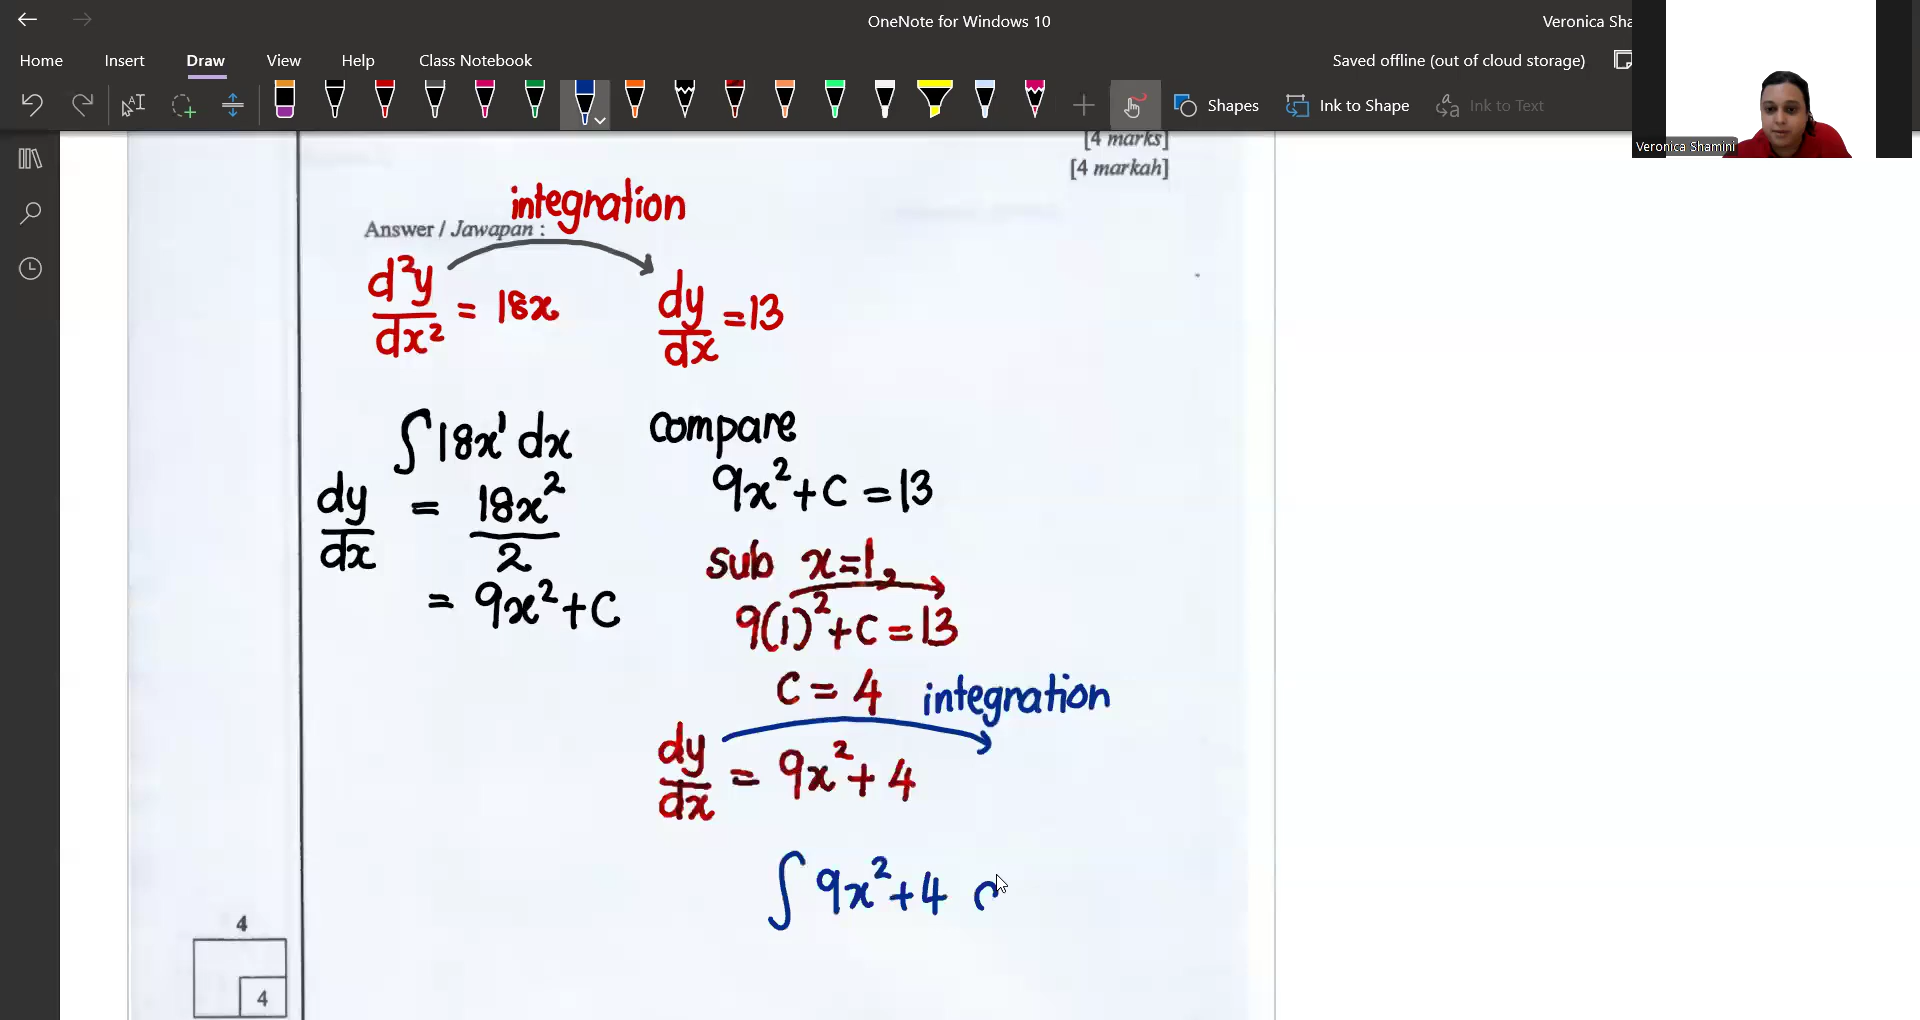 OneNote for Windows 10
Veronica Sha
Home Insert Draw View Help Class Notebook
Saved offline (out of cloud storage)
Shapes Ink to Shape Ink to Text
Veronica Shamini
[4 marks]
[4 markah]
integration
Answer / Jawapan :
d²y/dx² = 18x
dy/dx = 13
∫18x¹ dx
dy/dx = 18x²/2
= 9x² + C
compare
9x² + C = 13
sub x=1,
9(1)² + C = 13
C = 4
integration
dy/dx = 9x² + 4
∫ 9x² + 4
4
4